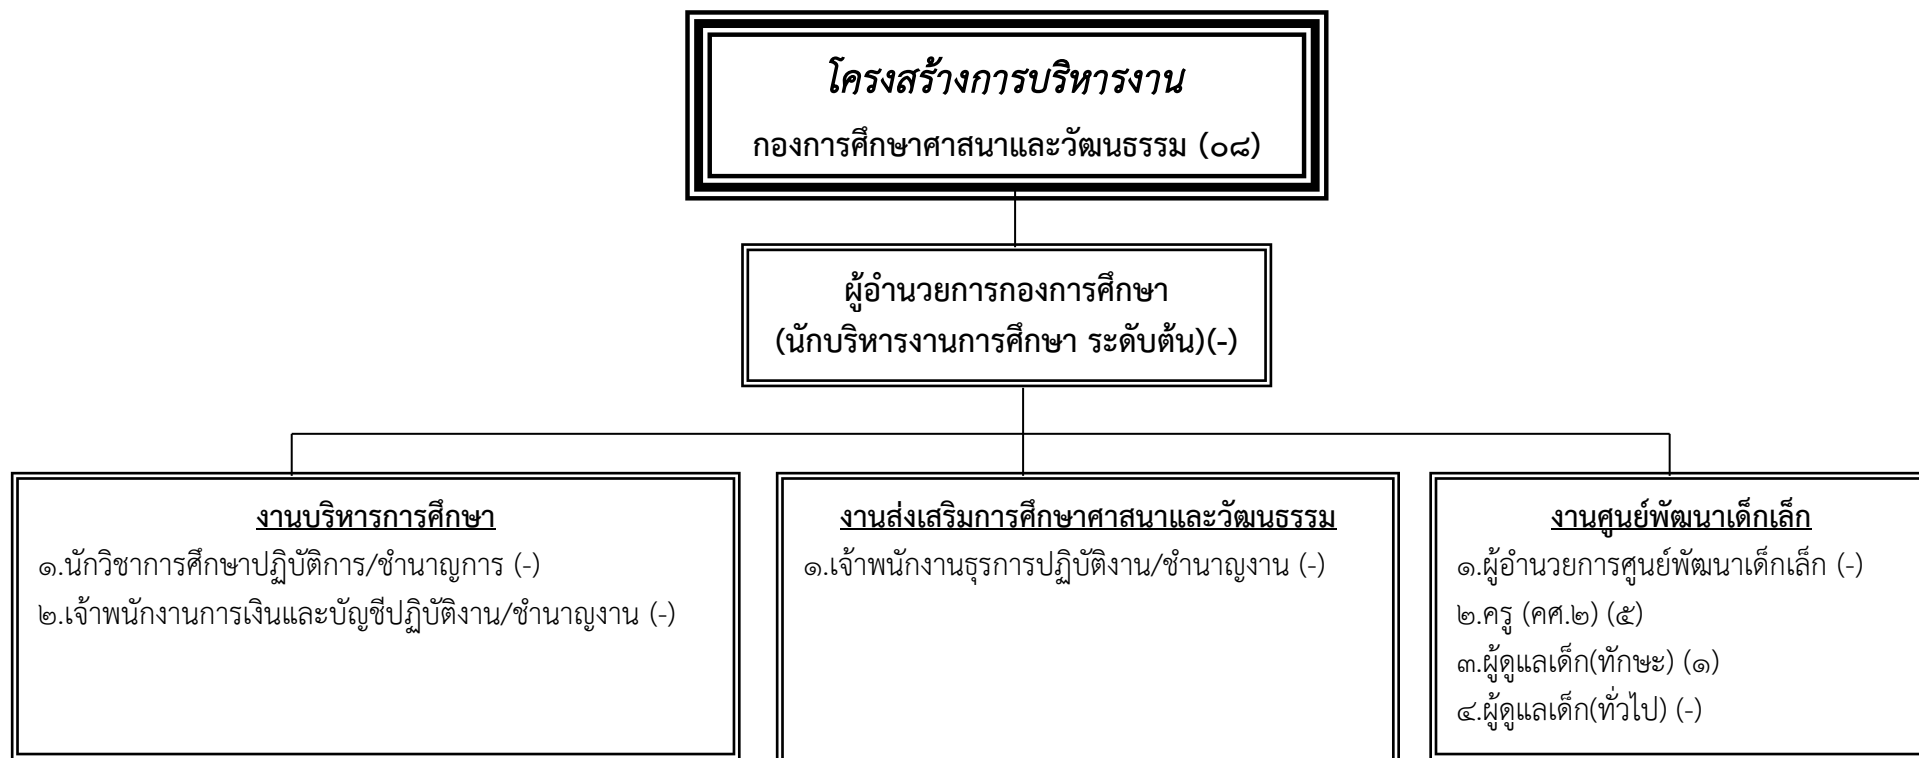 โครงสร้างการบริหารงาน
กองการศึกษาศาสนาและวัฒนธรรม (๐๘)
ผู้อำนวยการกองการศึกษา
(นักบริหารงานการศึกษา ระดับต้น)(-)
งานบริหารการศึกษา
๑.นักวิชาการศึกษาปฏิบัติการ/ชำนาญการ (-)
๒.เจ้าพนักงานการเงินและบัญชีปฏิบัติงาน/ชำนาญงาน (-)
งานส่งเสริมการศึกษาศาสนาและวัฒนธรรม
๑.เจ้าพนักงานธุรการปฏิบัติงาน/ชำนาญงาน (-)
งานศูนย์พัฒนาเด็กเล็ก
๑.ผู้อำนวยการศูนย์พัฒนาเด็กเล็ก (-)
๒.ครู (คศ.๒) (๕)
๓.ผู้ดูแลเด็ก(ทักษะ) (๑)
๔.ผู้ดูแลเด็ก(ทั่วไป) (-)